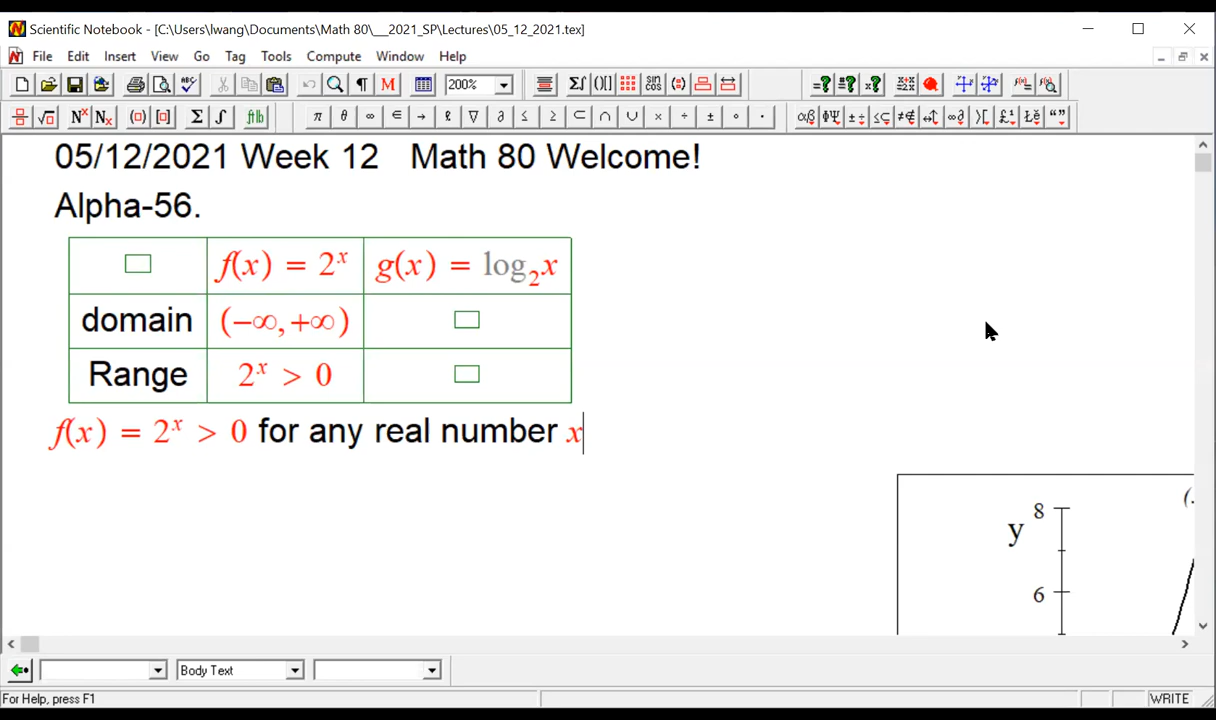 Scientific Notebook - [C:\Users\lwang\Documents\Math 80\__2021_SP\Lectures\05_12_2021.tex]
File Edit Insert View Go Tag Tools Compute Window Help
200%
05/12/2021 Week 12 Math 80 Welcome!
Alpha-56.
f(x) = 2^x g(x) = log_2 x
domain (−∞, +∞)
Range 2^x > 0
f(x) = 2^x > 0 for any real number x
y 8
6
Body Text
For Help, press F1
WRITE